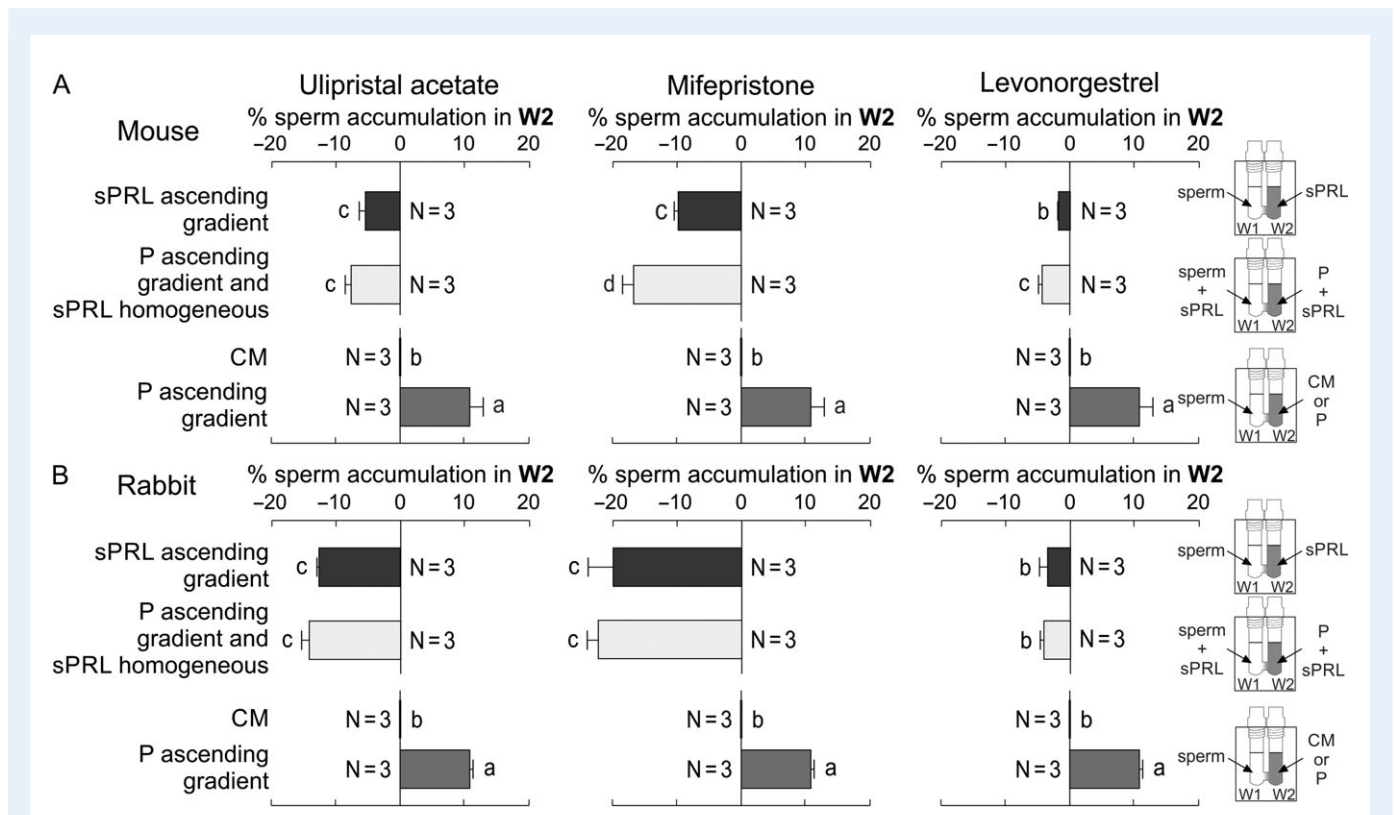 A
Ulipristal acetate
Mifepristone
Levonorgestrel
Mouse
% sperm accumulation in W2
% sperm accumulation in W2
% sperm accumulation in W2
−20 −10 0 10 20
−20 −10 0 10 20
−20 −10 0 10 20
sPRL ascending
gradient
c N = 3
c N = 3
b N = 3
sperm sPRL
W1 W2
P ascending
gradient and
sPRL homogeneous
c N = 3
d N = 3
c N = 3
sperm
+
sPRL
P
+
sPRL
W1 W2
CM
N = 3 b
N = 3 b
N = 3 b
P ascending
gradient
N = 3 a
N = 3 a
N = 3 a
sperm
CM
or
P
W1 W2
B
Rabbit
% sperm accumulation in W2
% sperm accumulation in W2
% sperm accumulation in W2
−20 −10 0 10 20
−20 −10 0 10 20
−20 −10 0 10 20
sPRL ascending
gradient
c N = 3
c N = 3
b N = 3
sperm sPRL
W1 W2
P ascending
gradient and
sPRL homogeneous
c N = 3
c N = 3
b N = 3
sperm
+
sPRL
P
+
sPRL
W1 W2
CM
N = 3 b
N = 3 b
N = 3 b
P ascending
gradient
N = 3 a
N = 3 a
N = 3 a
sperm
CM
or
P
W1 W2